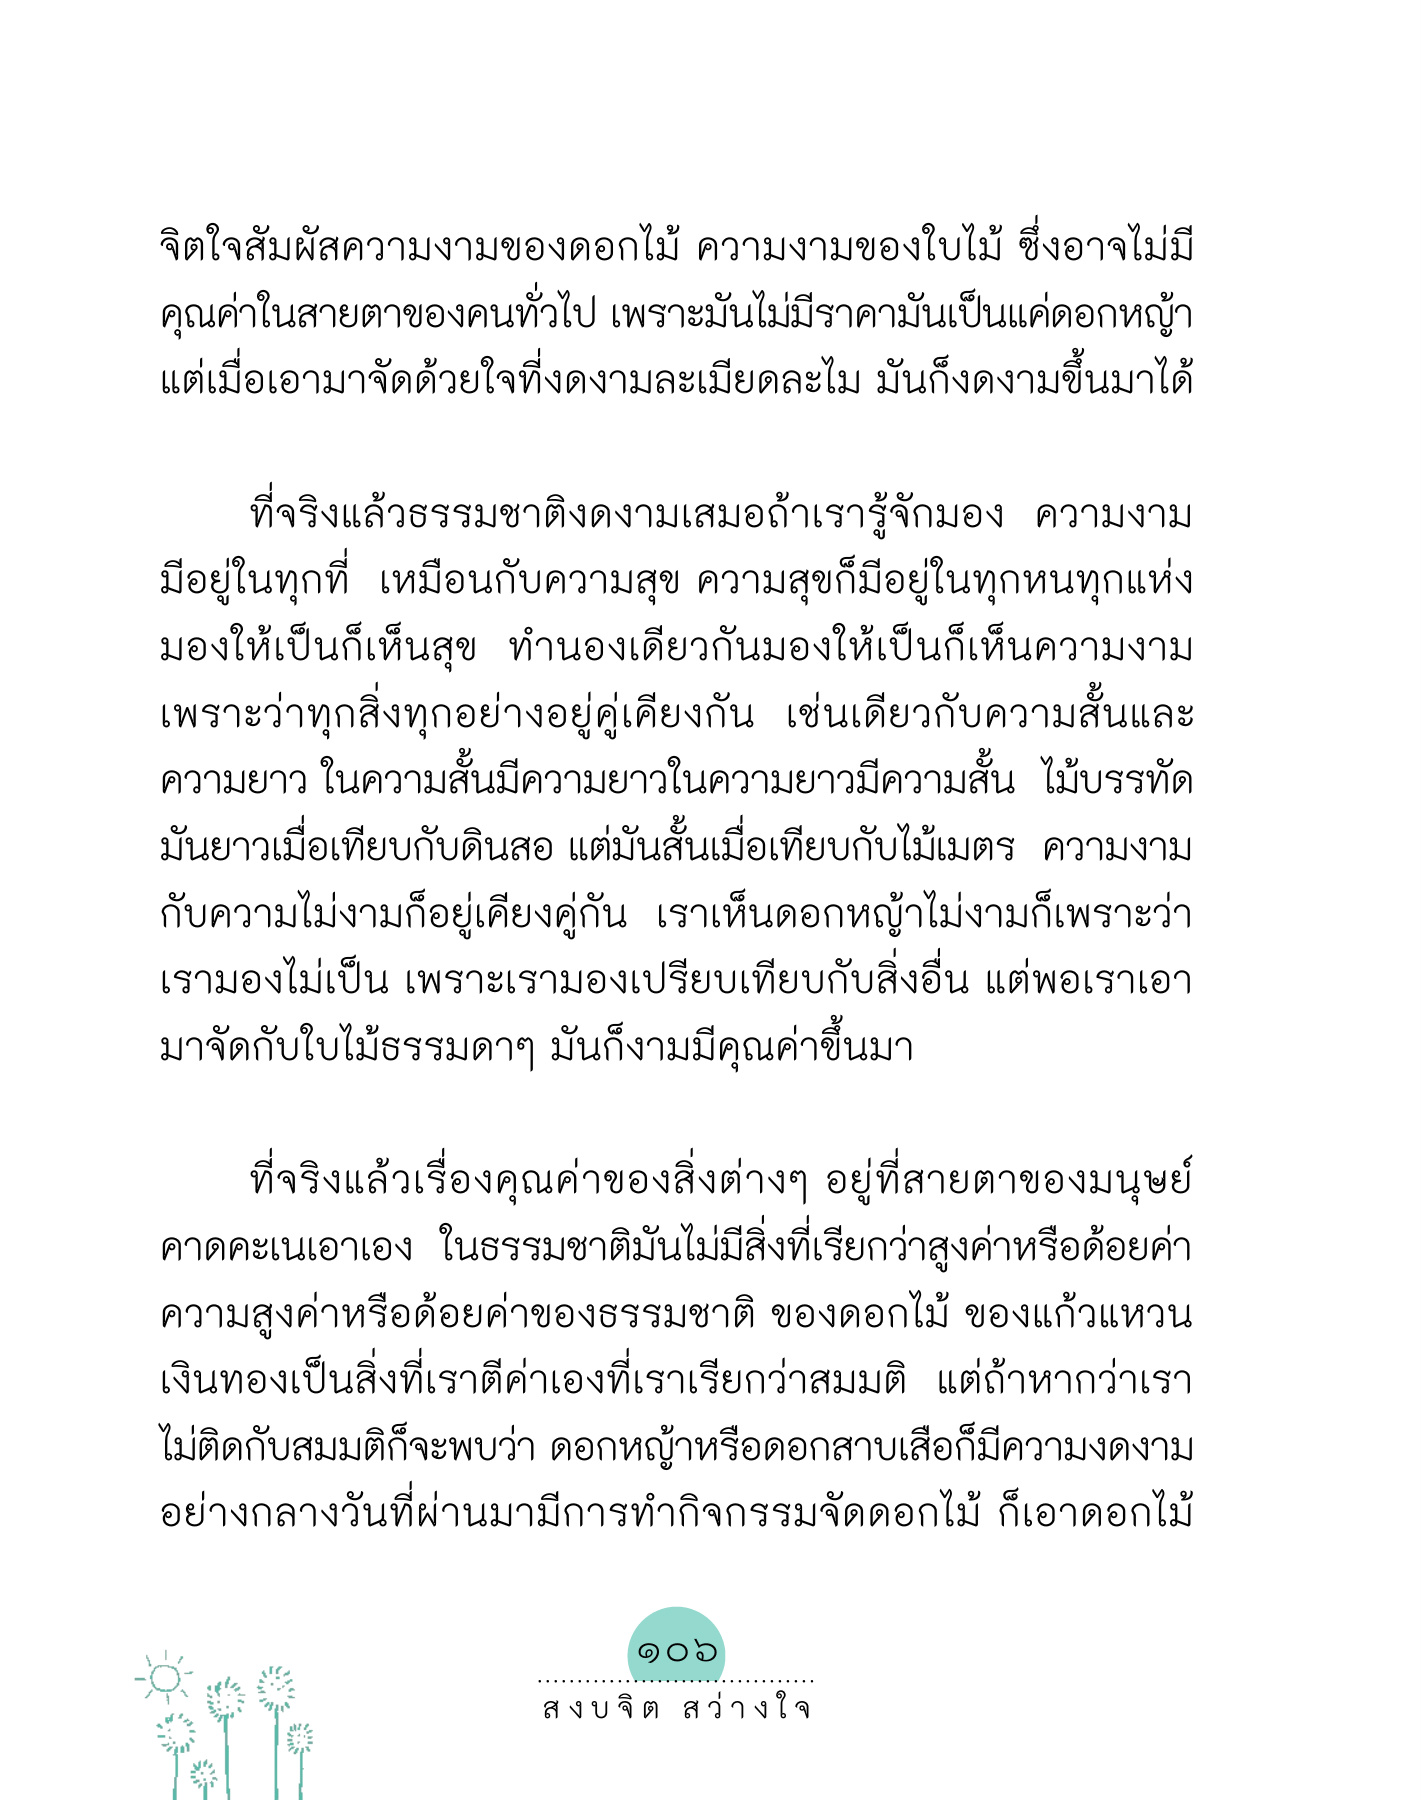 จิตใจสัมผัสความงามของดอกไม้ ความงามของใบไม้ ซึ่งอาจไม่มี
คุณค่าในสายตาของคนทั่วไป เพราะมันไม่มีราคามันเป็นแค่ดอกหญ้า
แต่เมื่อเอามาจัดด้วยใจที่งดงามละเมียดละไม มันก็งดงามขึ้นมาได้
ที่จริงแล้วธรรมชาติงดงามเสมอถ้าเรารู้จักมอง ความงาม
มีอยู่ในทุกที่ เหมือนกับความสุข ความสุขก็มีอยู่ในทุกหนทุกแห่ง
มองให้เป็นก็เห็นสุข ทำนองเดียวกันมองให้เป็นก็เห็นความงาม
เพราะว่าทุกสิ่งทุกอย่างอยู่คู่เคียงกัน เช่นเดียวกับความสั้นและ
ความยาว ในความสั้นมีความยาวในความยาวมีความสั้น ไม้บรรทัด
มันยาวเมื่อเทียบกับดินสอ แต่มันสั้นเมื่อเทียบกับไม้เมตร ความงาม
กับความไม่งามก็อยู่เคียงคู่กัน เราเห็นดอกหญ้าไม่งามก็เพราะว่า
เรามองไม่เป็น เพราะเรามองเปรียบเทียบกับสิ่งอื่น แต่พอเราเอา
มาจัดกับใบไม้ธรรมดาๆ มันก็งามมีคุณค่าขึ้นมา
ที่จริงแล้วเรื่องคุณค่าของสิ่งต่างๆ อยู่ที่สายตาของมนุษย์
คาดคะเนเอาเอง ในธรรมชาติมันไม่มีสิ่งที่เรียกว่าสูงค่าหรือด้อยค่า
ความสูงค่าหรือด้อยค่าของธรรมชาติ ของดอกไม้ ของแก้วแหวน
เงินทองเป็นสิ่งที่เราตีค่าเองที่เราเรียกว่าสมมติ แต่ถ้าหากว่าเรา
ไม่ติดกับสมมติก็จะพบว่า ดอกหญ้าหรือดอกสาบเสือก็มีความงดงาม
อย่างกลางวันที่ผ่านมามีการทำกิจกรรมจัดดอกไม้ ก็เอาดอกไม้
๑๐๖
สงบจิต สว่างใจ